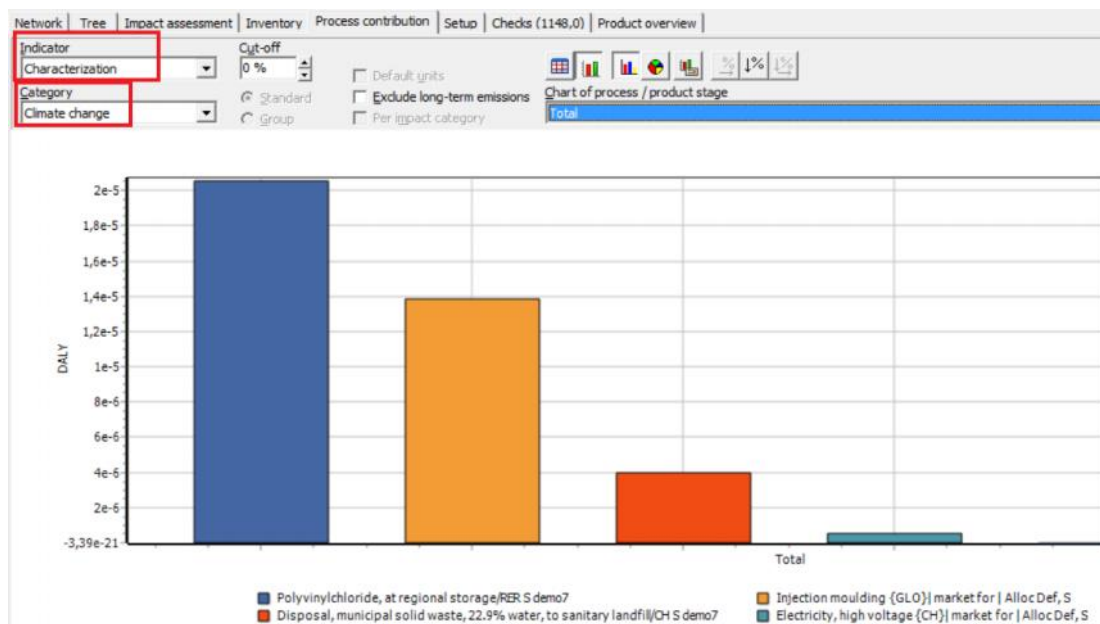 Network Tree Impact assessment Inventory Process contribution Setup Checks (1148,0) Product overview
Indicator Cut-off
Characterization 0 % Default units
Category Standard Exclude long-term emissions Chart of process / product stage
Climate change Group Per impact category Total
2e-5
1,8e-5
1,6e-5
1,4e-5
1,2e-5
DALY
1e-5
8e-6
6e-6
4e-6
2e-6
-3,39e-21
Total
Polyvinylchloride, at regional storage/RER S demo7 Injection moulding {GLO}| market for | Alloc Def, S
Disposal, municipal solid waste, 22.9% water, to sanitary landfill/CH S demo7 Electricity, high voltage {CH}| market for | Alloc Def, S